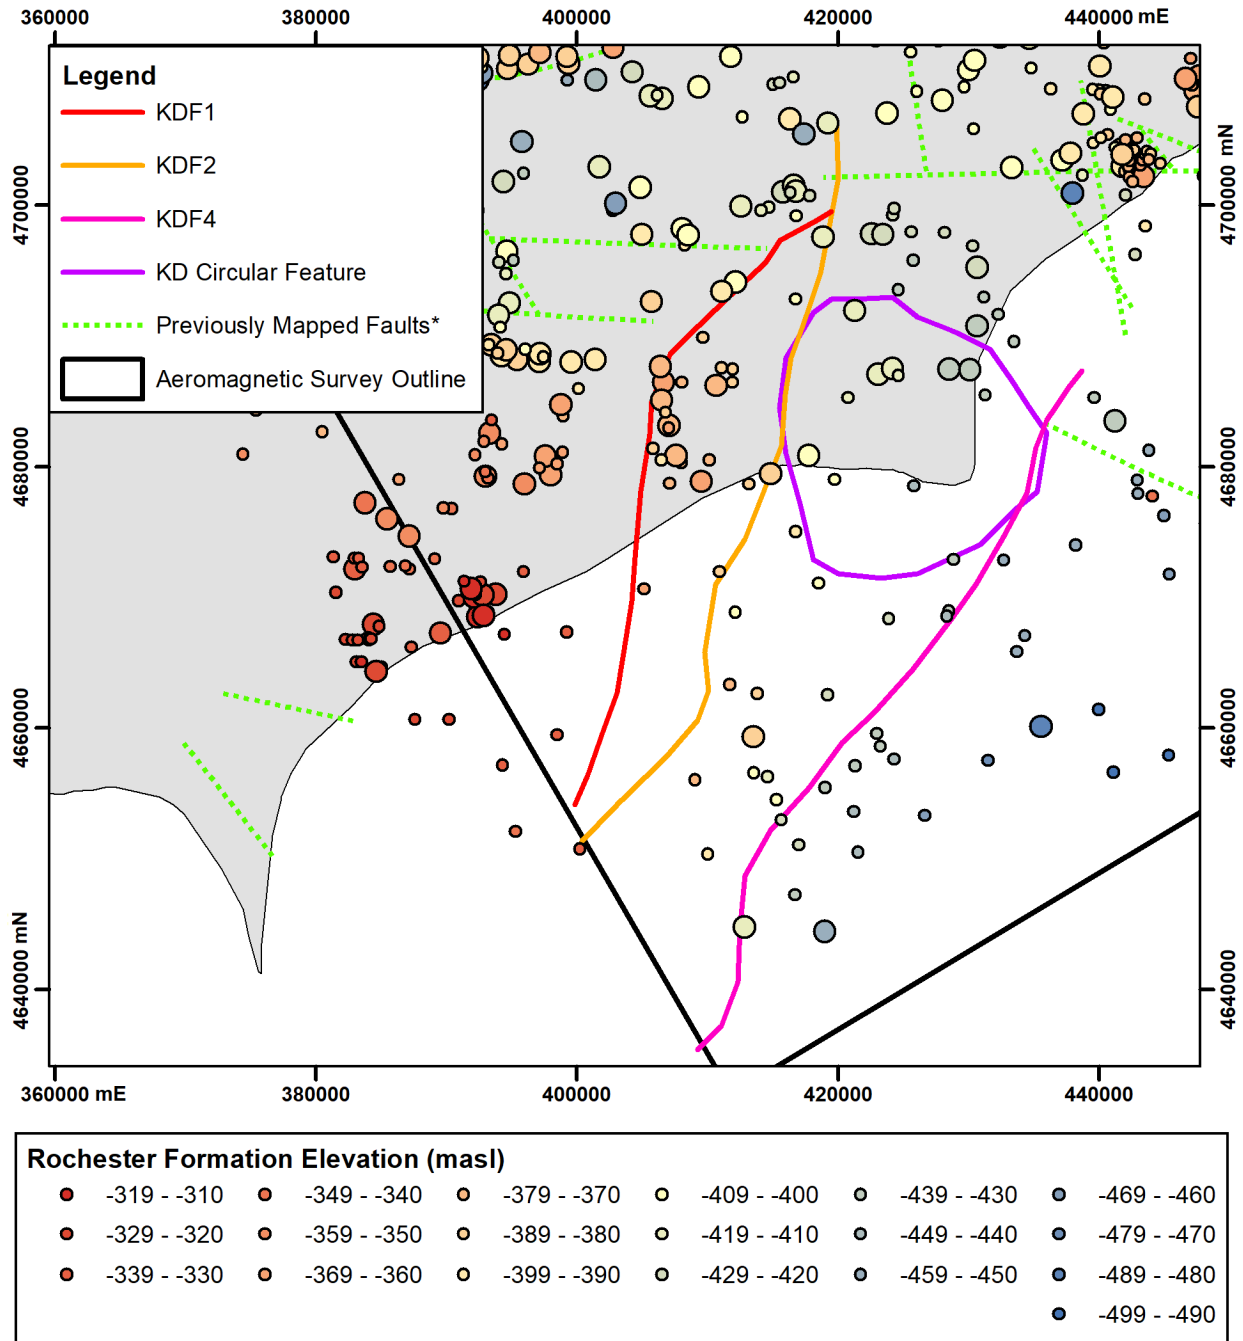 360000 380000 400000 420000 440000 mE
Legend
KDF1
KDF2
KDF4
KD Circular Feature
Previously Mapped Faults*
Aeromagnetic Survey Outline
4700000
4680000
4660000
4640000 mN
mN
4700000
4680000
4660000
4640000
360000 mE 380000 400000 420000 440000
Rochester Formation Elevation (masl)
-319 - -310 -349 - -340 -379 - -370 -409 - -400 -439 - -430 -469 - -460
-329 - -320 -359 - -350 -389 - -380 -419 - -410 -449 - -440 -479 - -470
-339 - -330 -369 - -360 -399 - -390 -429 - -420 -459 - -450 -489 - -480
-499 - -490